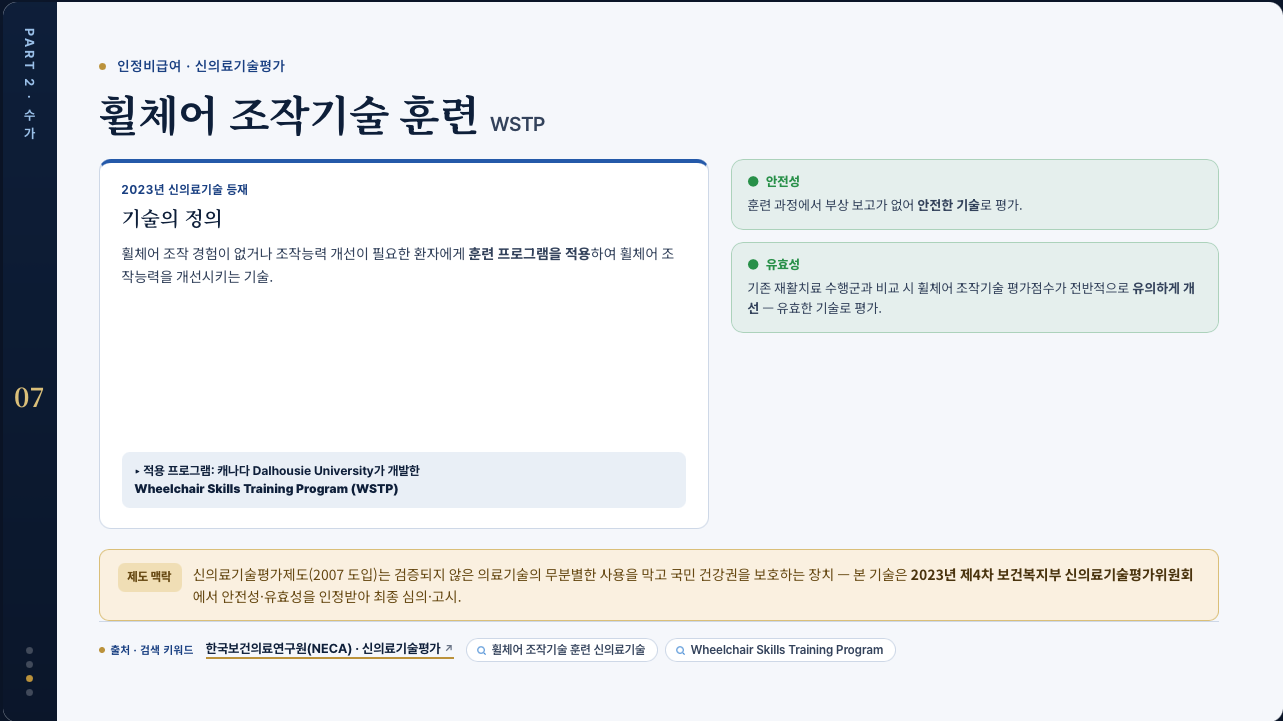 PART 2 · 수가
07
인정비급여 · 신의료기술평가
휠체어 조작기술 훈련 WSTP
2023년 신의료기술 등재
기술의 정의
휠체어 조작 경험이 없거나 조작능력 개선이 필요한 환자에게 훈련 프로그램을 적용하여 휠체어 조
작능력을 개선시키는 기술.
▸ 적용 프로그램: 캐나다 Dalhousie University가 개발한
Wheelchair Skills Training Program (WSTP)
안전성
훈련 과정에서 부상 보고가 없어 안전한 기술로 평가.
유효성
기존 재활치료 수행군과 비교 시 휠체어 조작기술 평가점수가 전반적으로 유의하게 개
선 — 유효한 기술로 평가.
제도 맥락
신의료기술평가제도(2007 도입)는 검증되지 않은 의료기술의 무분별한 사용을 막고 국민 건강권을 보호하는 장치 — 본 기술은 2023년 제4차 보건복지부 신의료기술평가위원회
에서 안전성·유효성을 인정받아 최종 심의·고시.
출처 · 검색 키워드
한국보건의료연구원(NECA) · 신의료기술평가 ↗
휠체어 조작기술 훈련 신의료기술
Wheelchair Skills Training Program